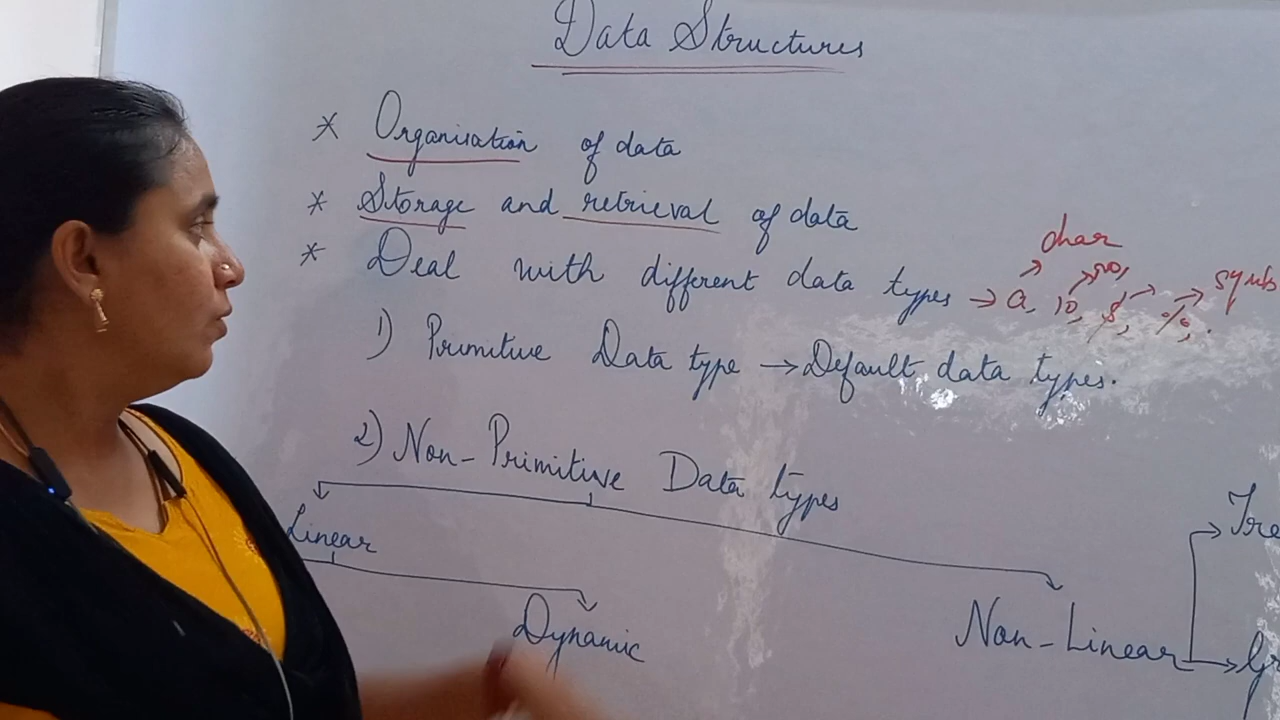 Data Structures
* Organisation of data
* Storage and retrieval of data
* Deal with different data types → a, 10, $, %,
char
no,
symb
1) Primitive Data type → Default data types.
2) Non-Primitive Data types
Linear
Dynamic
Non-Linear
Tre
Gr